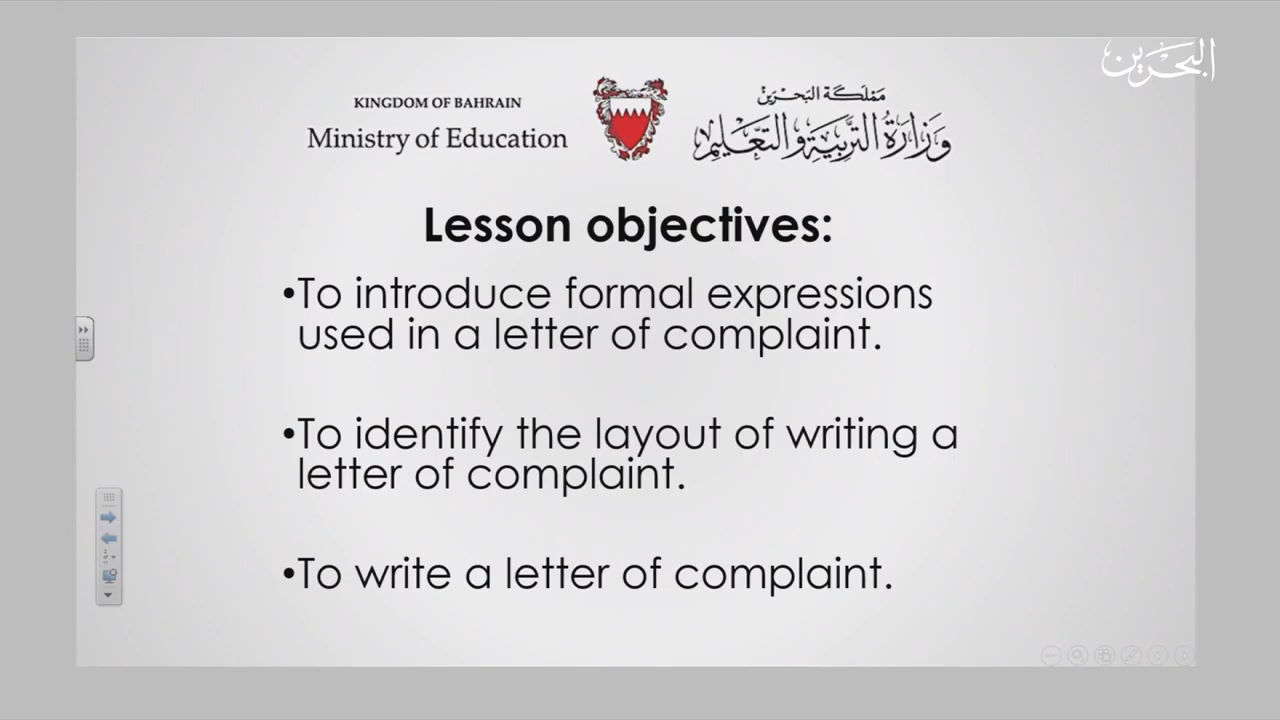 البحرين
KINGDOM OF BAHRAIN
مملكة البحرين
Ministry of Education
وزارة التربية والتعليم
Lesson objectives:
•To introduce formal expressions
used in a letter of complaint.
•To identify the layout of writing a
letter of complaint.
•To write a letter of complaint.